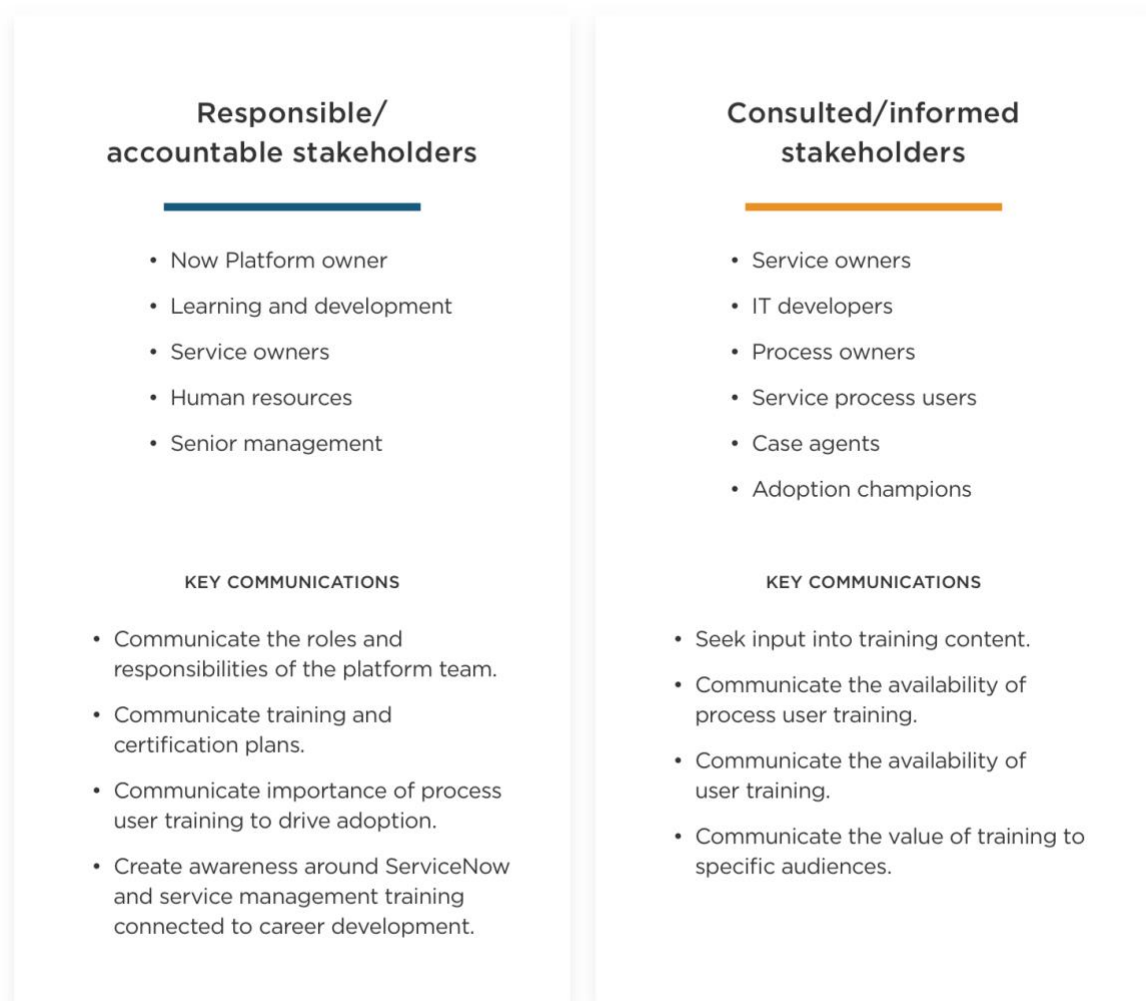 Responsible/
accountable stakeholders
• Now Platform owner
• Learning and development
• Service owners
• Human resources
• Senior management
KEY COMMUNICATIONS
• Communicate the roles and
responsibilities of the platform team.
• Communicate training and
certification plans.
• Communicate importance of process
user training to drive adoption.
• Create awareness around ServiceNow
and service management training
connected to career development.
Consulted/informed
stakeholders
• Service owners
• IT developers
• Process owners
• Service process users
• Case agents
• Adoption champions
KEY COMMUNICATIONS
• Seek input into training content.
• Communicate the availability of
process user training.
• Communicate the availability of
user training.
• Communicate the value of training to
specific audiences.